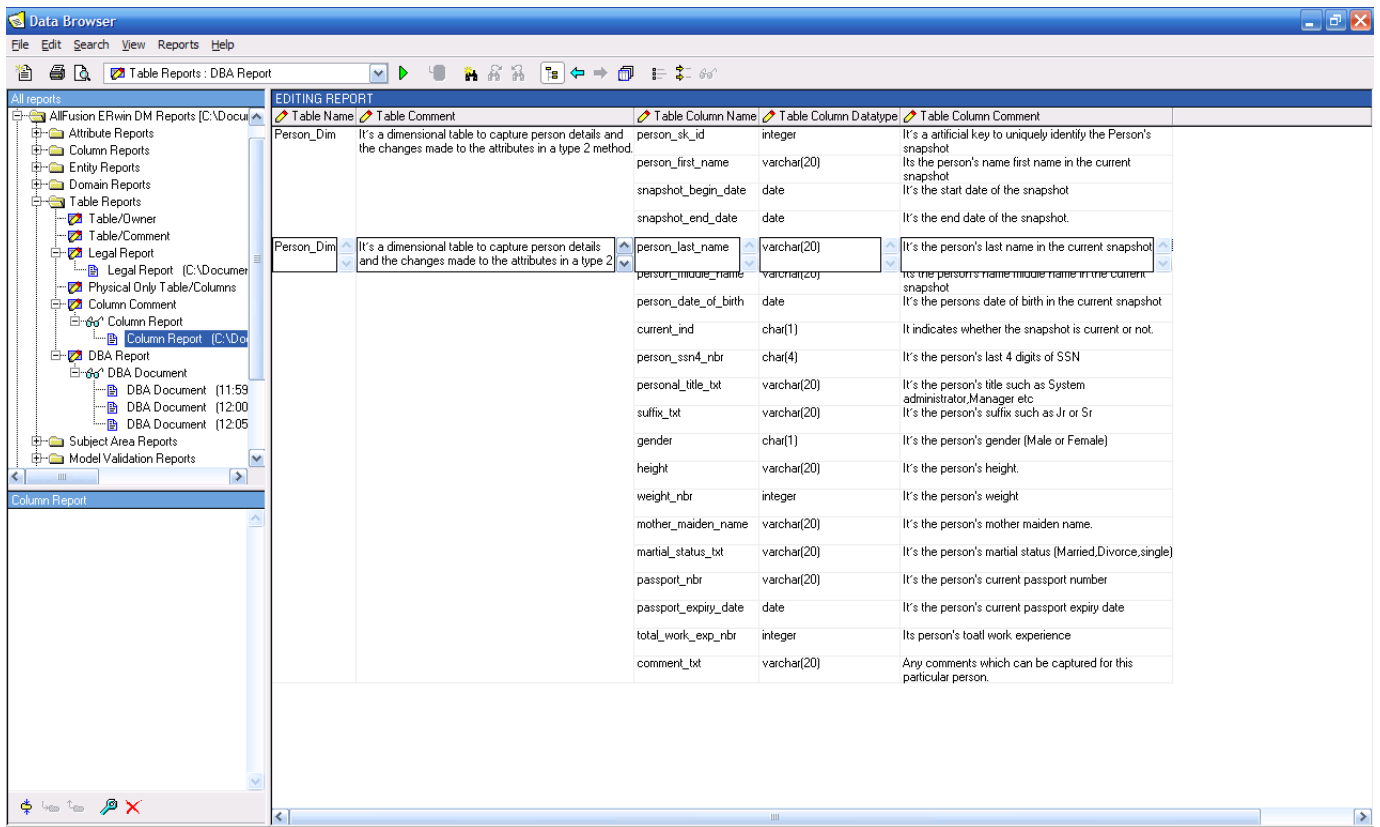 Data Browser
File Edit Search View Reports Help
Table Reports : DBA Report
All reports
AllFusion ERwin DM Reports [C:\Docu
Attribute Reports
Column Reports
Entity Reports
Domain Reports
Table Reports
Table/Owner
Table/Comment
Legal Report
Legal Report (C:\Documen
Physical Only Table/Columns
Column Comment
Column Report
Column Report (C:\Do
DBA Report
DBA Document
DBA Document (11:59
DBA Document (12:00
DBA Document (12:05
Subject Area Reports
Model Validation Reports
Column Report
EDITING REPORT
Table Name Table Comment Table Column Name Table Column Datatype Table Column Comment
Person_Dim It's a dimensional table to capture person details and person_sk_id integer It's a artificial key to uniquely identify the Person's
the changes made to the attributes in a type 2 method. snapshot
person_first_name varchar(20) Its the person's name first name in the current
snapshot
snapshot_begin_date date It's the start date of the snapshot
snapshot_end_date date It's the end date of the snapshot.
Person_Dim It's a dimensional table to capture person details person_last_name varchar(20) It's the person's last name in the current snapshot
and the changes made to the attributes in a type 2
person_middle_name varchar(20) Its the person's name middle name in the current
snapshot
person_date_of_birth date It's the persons date of birth in the current snapshot
current_ind char(1) It indicates whether the snapshot is current or not.
person_ssn4_nbr char(4) It's the person's last 4 digits of SSN
personal_title_txt varchar(20) It's the person's title such as System
administrator,Manager etc
suffix_txt varchar(20) It's the person's suffix such as Jr or Sr
gender char(1) It's the person's gender (Male or Female)
height varchar(20) It's the person's height.
weight_nbr integer It's the person's weight
mother_maiden_name varchar(20) It's the person's mother maiden name.
martial_status_txt varchar(20) It's the person's martial status (Married,Divorce,single)
passport_nbr varchar(20) It's the person's current passport number
passport_expiry_date date It's the person's current passport expiry date
total_work_exp_nbr integer Its person's toatl work experience
comment_txt varchar(20) Any comments which can be captured for this
particular person.